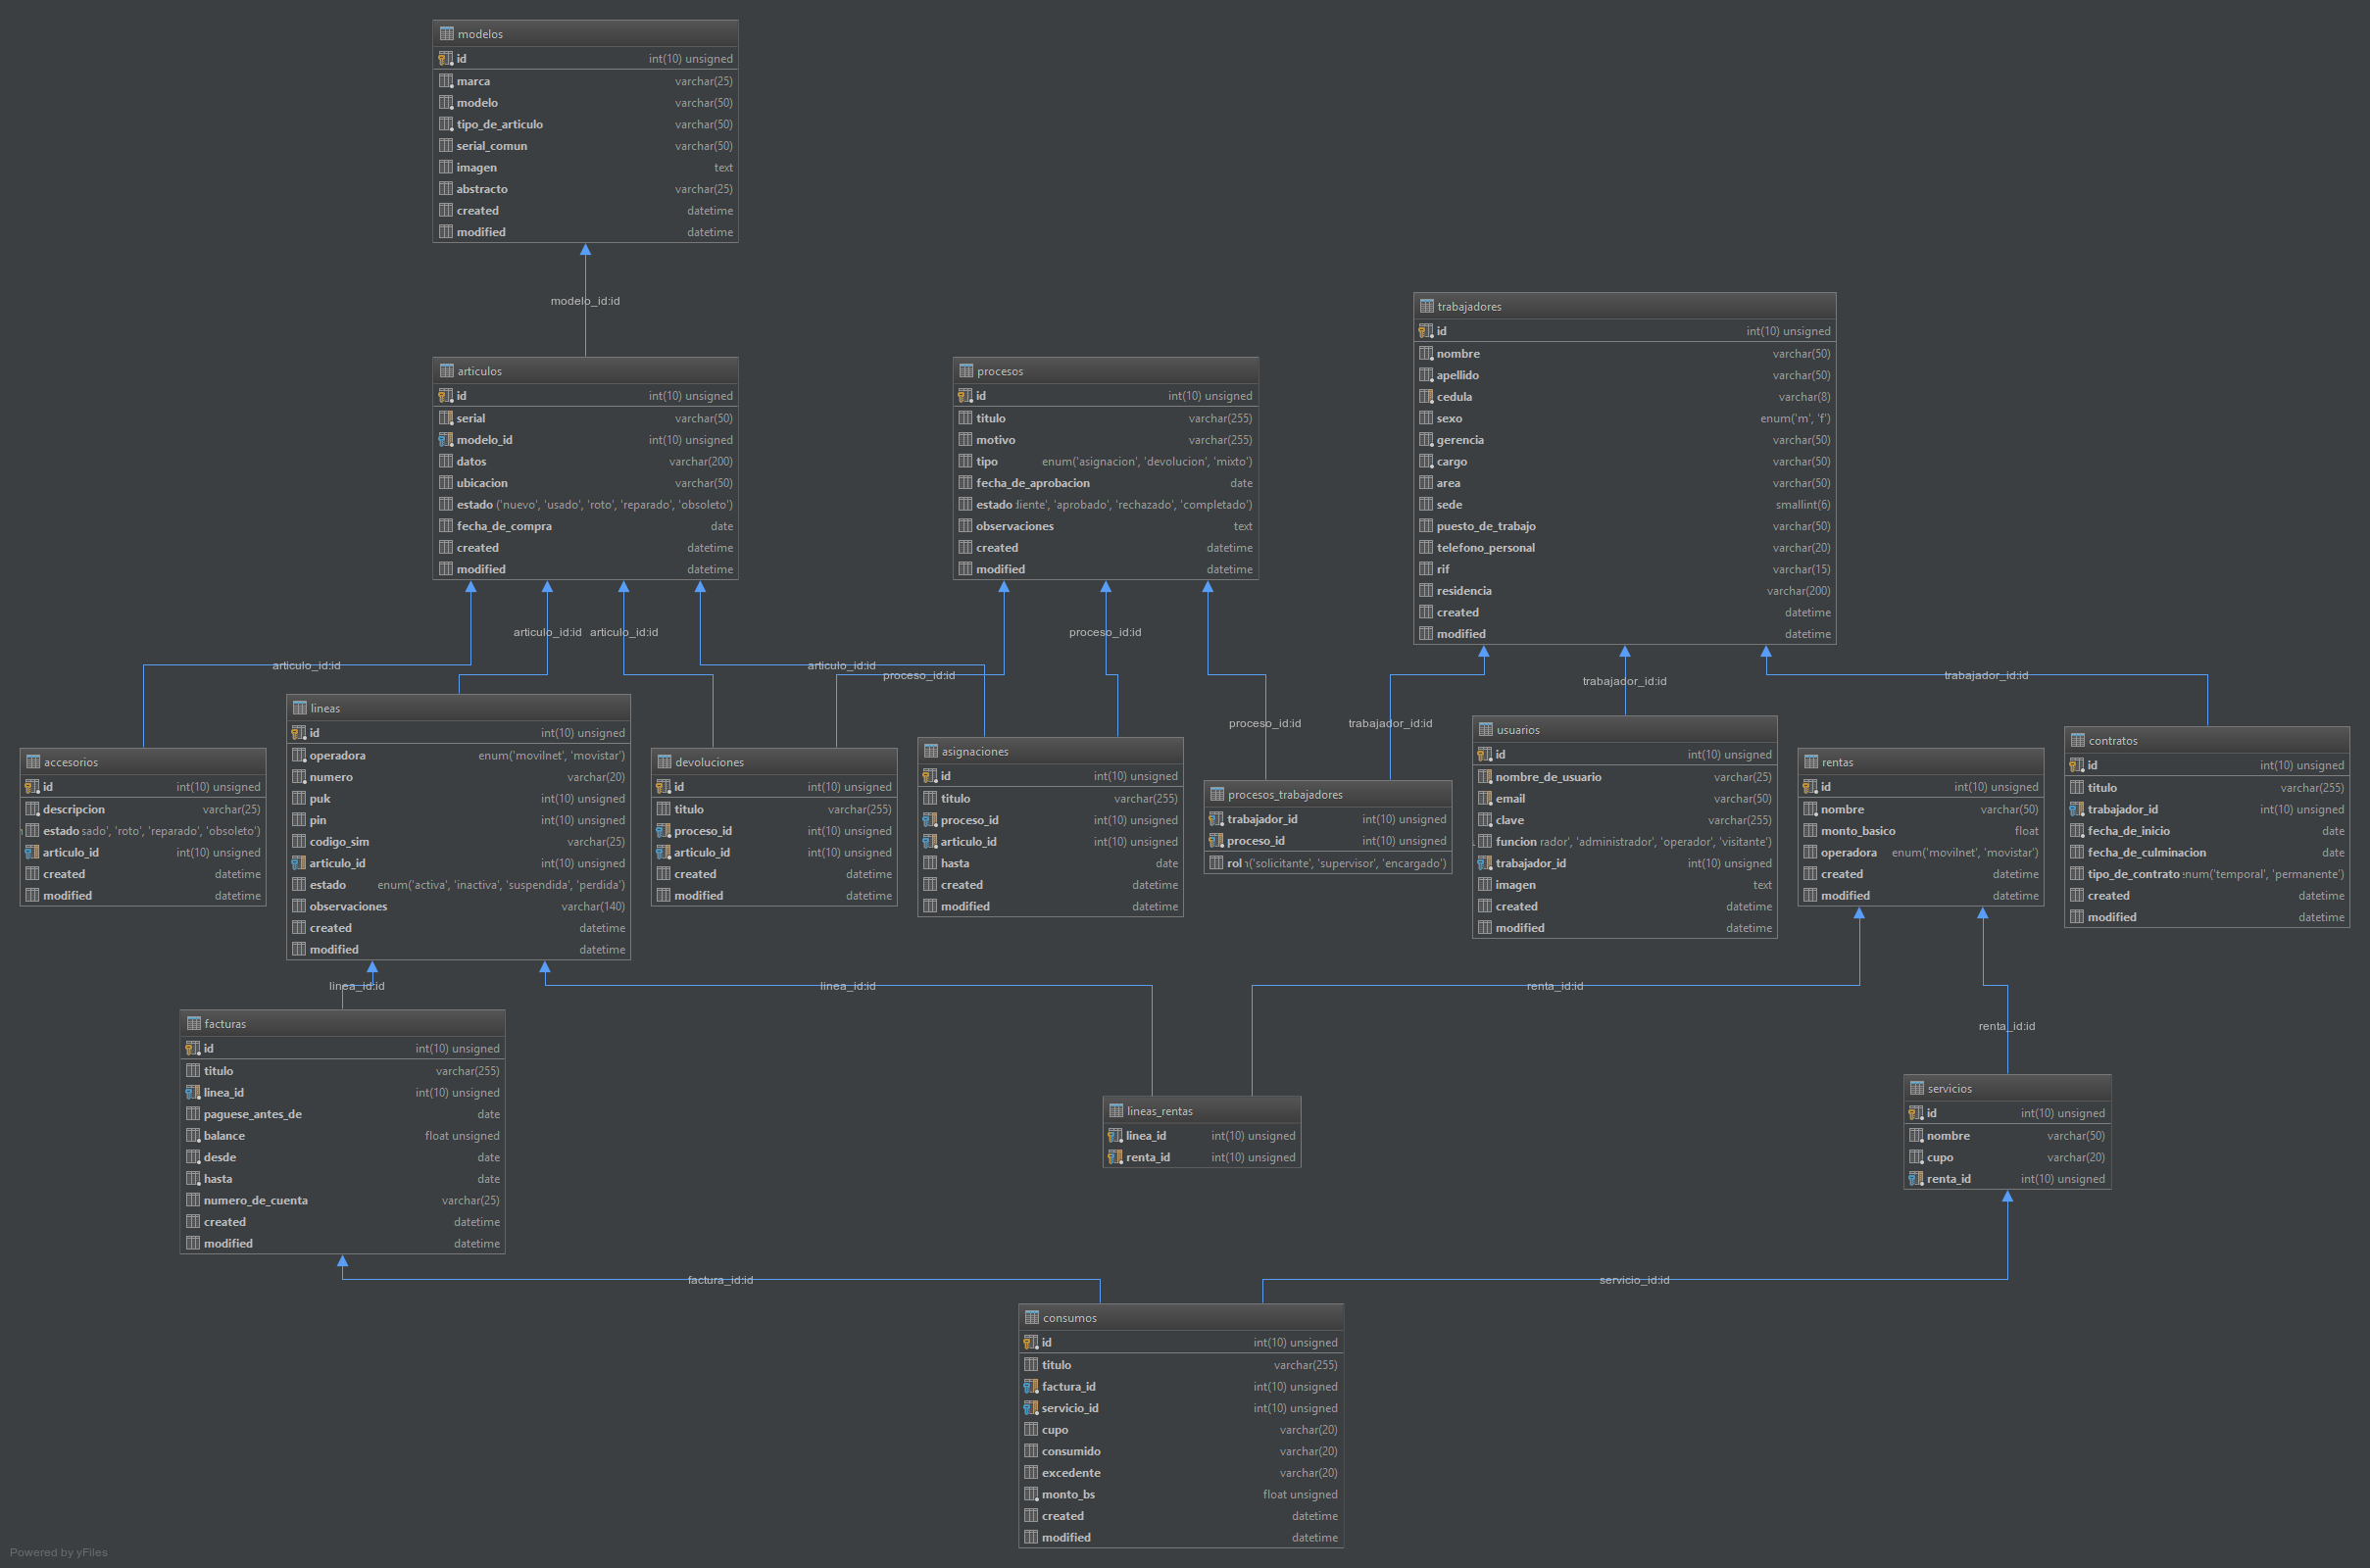 modelos
id int(10) unsigned
marca varchar(25)
modelo varchar(50)
tipo_de_articulo varchar(50)
serial_comun varchar(50)
imagen text
abstracto varchar(25)
created datetime
modified datetime
modelo_id:id
trabajadores
id int(10) unsigned
nombre varchar(50)
apellido varchar(50)
cedula varchar(8)
sexo enum('m', 'f')
gerencia varchar(50)
cargo varchar(50)
area varchar(50)
sede smallint(6)
puesto_de_trabajo varchar(50)
telefono_personal varchar(20)
rif varchar(15)
residencia varchar(200)
created datetime
modified datetime
articulos
id int(10) unsigned
serial varchar(50)
modelo_id int(10) unsigned
datos varchar(200)
ubicacion varchar(50)
estado ('nuevo', 'usado', 'roto', 'reparado', 'obsoleto')
fecha_de_compra date
created datetime
modified datetime
procesos
id int(10) unsigned
titulo varchar(255)
motivo varchar(255)
tipo enum('asignacion', 'devolucion', 'mixto')
fecha_de_aprobacion date
estado diente', 'aprobado', 'rechazado', 'completado')
observaciones text
created datetime
modified datetime
articulo_id:id
articulo_id:id
proceso_id:id
articulo_id:id
articulo_id:id
proceso_id:id
trabajador_id:id
trabajador_id:id
proceso_id:id
trabajador_id:id
lineas
id int(10) unsigned
operadora enum('movilnet', 'movistar')
numero varchar(20)
puk int(10) unsigned
pin int(10) unsigned
codigo_sim varchar(25)
articulo_id int(10) unsigned
estado enum('activa', 'inactiva', 'suspendida', 'perdida')
observaciones varchar(140)
created datetime
modified datetime
accesorios
id int(10) unsigned
descripcion varchar(25)
estado sado', 'roto', 'reparado', 'obsoleto')
articulo_id int(10) unsigned
created datetime
modified datetime
devoluciones
id int(10) unsigned
titulo varchar(255)
proceso_id int(10) unsigned
articulo_id int(10) unsigned
created datetime
modified datetime
asignaciones
id int(10) unsigned
titulo varchar(255)
proceso_id int(10) unsigned
articulo_id int(10) unsigned
hasta date
created datetime
modified datetime
procesos_trabajadores
trabajador_id int(10) unsigned
proceso_id int(10) unsigned
rol ('solicitante', 'supervisor', 'encargado')
usuarios
id int(10) unsigned
nombre_de_usuario varchar(25)
email varchar(50)
clave varchar(255)
funcion rador', 'administrador', 'operador', 'visitante')
trabajador_id int(10) unsigned
imagen text
created datetime
modified datetime
rentas
id int(10) unsigned
nombre varchar(50)
monto_basico float
operadora enum('movilnet', 'movistar')
created datetime
modified datetime
contratos
id int(10) unsigned
titulo varchar(255)
trabajador_id int(10) unsigned
fecha_de_inicio date
fecha_de_culminacion date
tipo_de_contrato num('temporal', 'permanente')
created datetime
modified datetime
linea_id:id
linea_id:id
renta_id:id
renta_id:id
facturas
id int(10) unsigned
titulo varchar(255)
linea_id int(10) unsigned
paguese_antes_de date
balance float unsigned
desde date
hasta date
numero_de_cuenta varchar(25)
created datetime
modified datetime
lineas_rentas
linea_id int(10) unsigned
renta_id int(10) unsigned
servicios
id int(10) unsigned
nombre varchar(50)
cupo varchar(20)
renta_id int(10) unsigned
factura_id:id
servicio_id:id
consumos
id int(10) unsigned
titulo varchar(255)
factura_id int(10) unsigned
servicio_id int(10) unsigned
cupo varchar(20)
consumido varchar(20)
excedente varchar(20)
monto_bs float unsigned
created datetime
modified datetime
Powered by yFiles